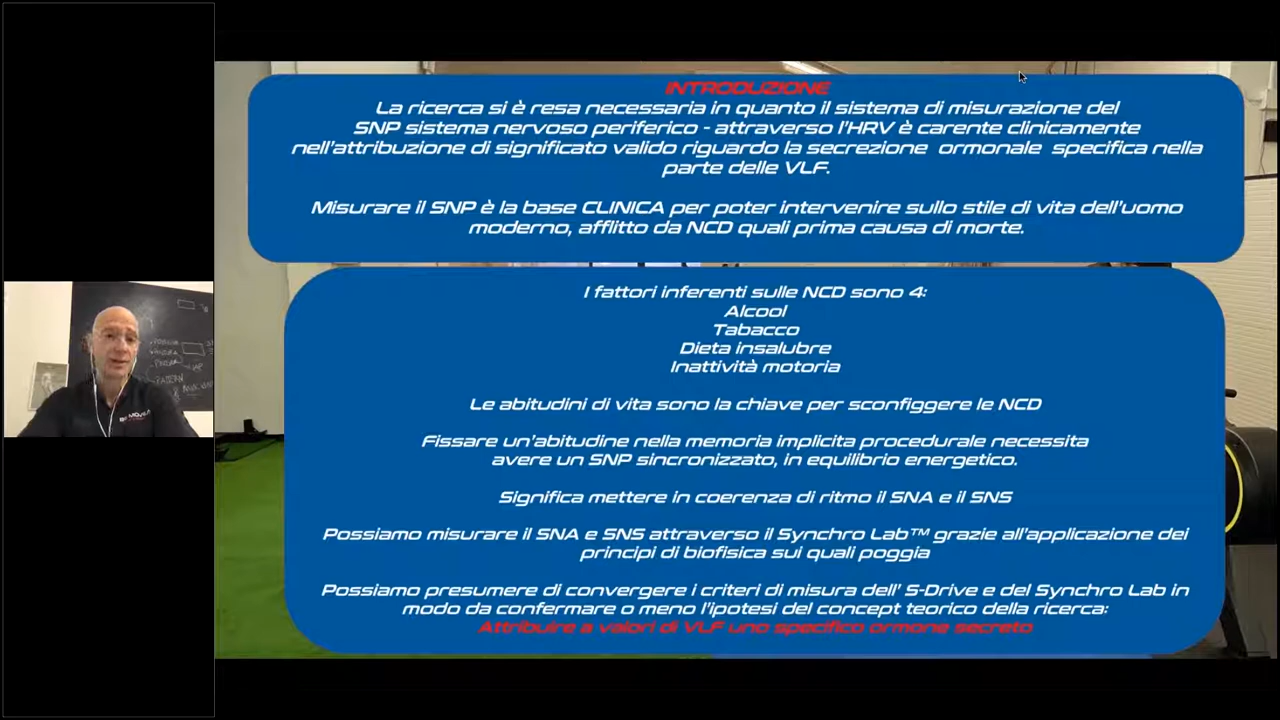 INTRODUZIONE
La ricerca si è resa necessaria in quanto il sistema di misurazione del
SNP sistema nervoso periferico - attraverso l'HRV è carente clinicamente
nell'attribuzione di significato valido riguardo la secrezione ormonale specifica nella
parte delle VLF.
Misurare il SNP è la base CLINICA per poter intervenire sullo stile di vita dell'uomo
moderno, afflitto da NCD quali prima causa di morte.
I fattori inferenti sulle NCD sono 4:
Alcool
Tabacco
Dieta insalubre
Inattività motoria
Le abitudini di vita sono la chiave per sconfiggere le NCD
Fissare un'abitudine nella memoria implicita procedurale necessita
avere un SNP sincronizzato, in equilibrio energetico.
Significa mettere in coerenza di ritmo il SNA e il SNS
Possiamo misurare il SNA e SNS attraverso il Synchro Lab™ grazie all'applicazione dei
principi di biofisica sui quali poggia
Possiamo presumere di convergere i criteri di misura dell' S-Drive e del Synchro Lab in
modo da confermare o meno l'ipotesi del concept teorico della ricerca:
Attribuire a valori di VLF uno specifico ormone secreto
PATTERN